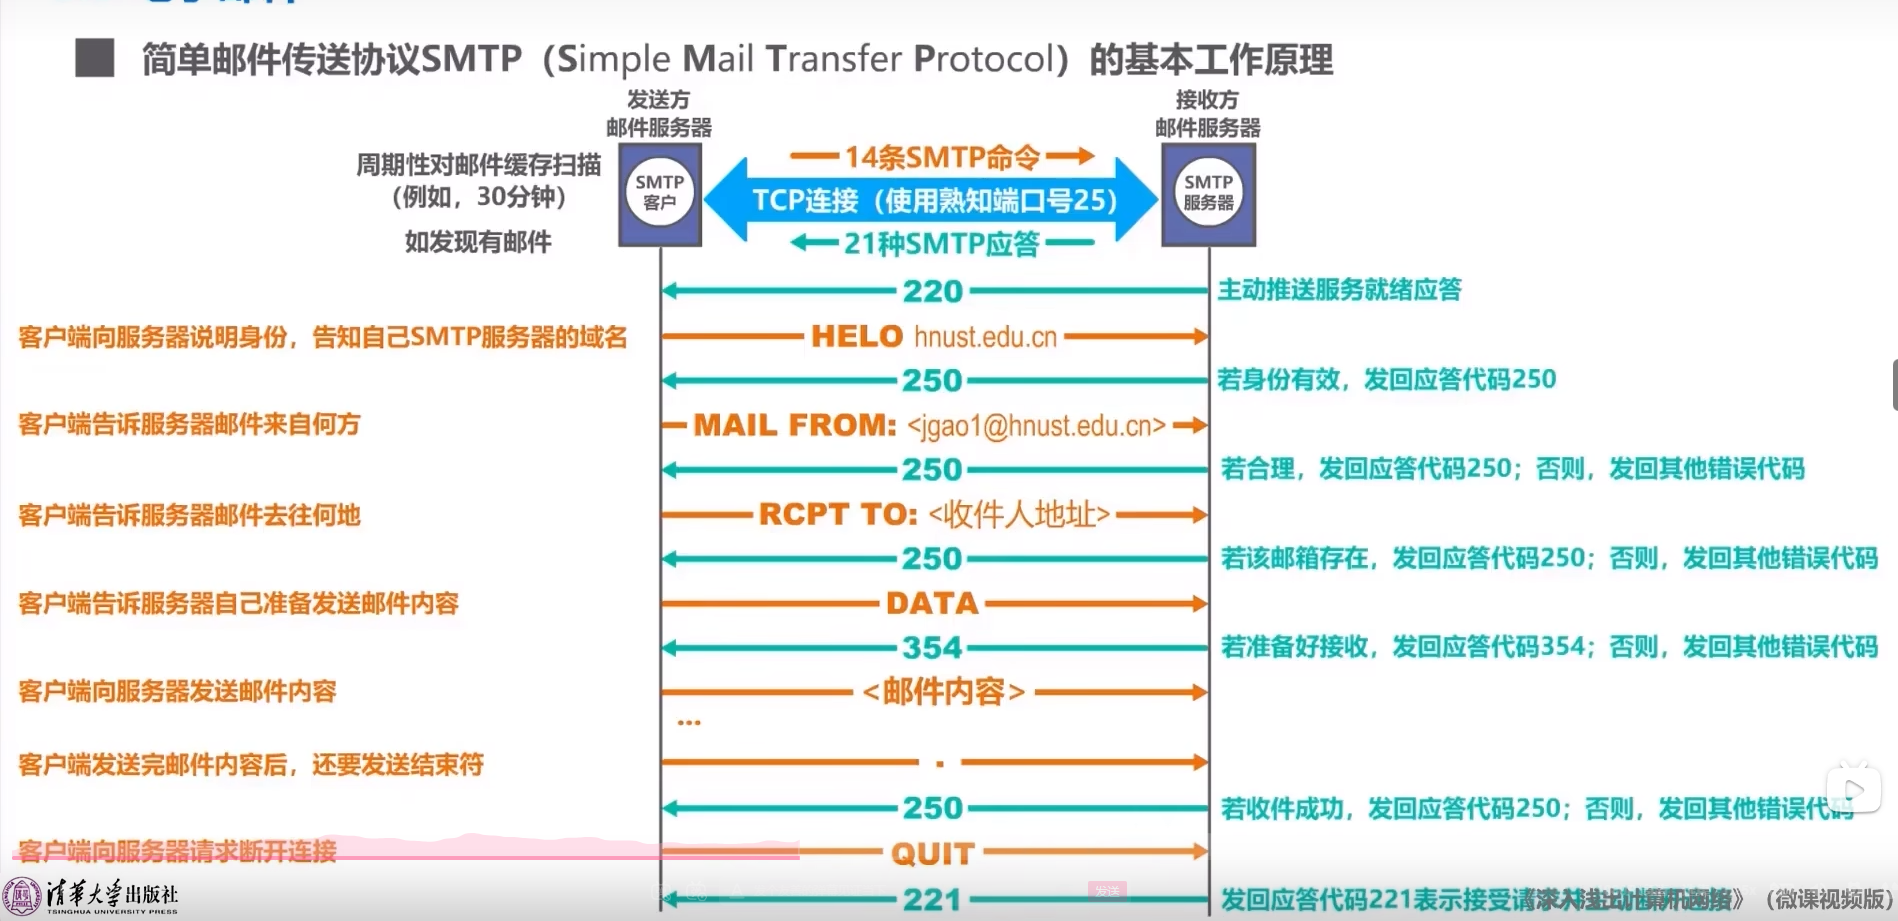 简单邮件传送协议SMTP（Simple Mail Transfer Protocol）的基本工作原理
发送方
邮件服务器
接收方
邮件服务器
周期性对邮件缓存扫描
（例如，30分钟）
如发现有邮件
SMTP
客户
14条SMTP命令
TCP连接（使用熟知端口号25）
21种SMTP应答
SMTP
服务器
220
主动推送服务就绪应答
客户端向服务器说明身份，告知自己SMTP服务器的域名
HELO hnust.edu.cn
250
若身份有效，发回应答代码250
客户端告诉服务器邮件来自何方
MAIL FROM: <jgao1@hnust.edu.cn>
250
若合理，发回应答代码250；否则，发回其他错误代码
客户端告诉服务器邮件去往何地
RCPT TO: <收件人地址>
250
若该邮箱存在，发回应答代码250；否则，发回其他错误代码
客户端告诉服务器自己准备发送邮件内容
DATA
354
若准备好接收，发回应答代码354；否则，发回其他错误代码
客户端向服务器发送邮件内容
<邮件内容>
...
客户端发送完邮件内容后，还要发送结束符
.
250
若收件成功，发回应答代码250；否则，发回其他错误代码
客户端向服务器请求断开连接
QUIT
221
发回应答代码221表示接受请求
清华大学出版社
TSINGHUA UNIVERSITY PRESS
发送
《深入浅出计算机网络》（微课视频版）